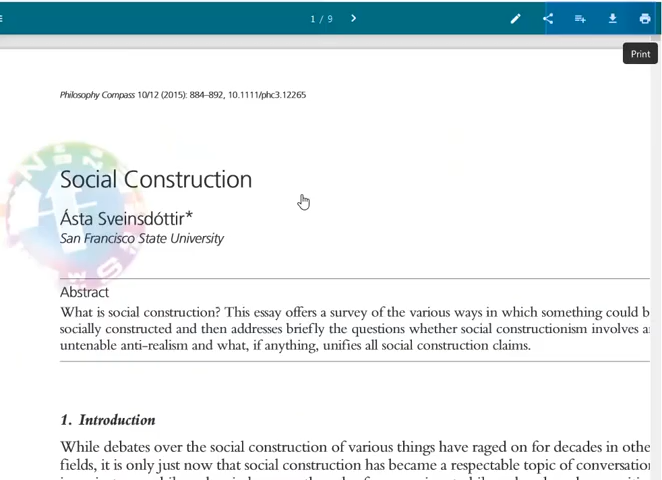 1 / 9
Print
Philosophy Compass 10/12 (2015): 884–892, 10.1111/phc3.12265
Social Construction
Ásta Sveinsdóttir*
San Francisco State University
Abstract
What is social construction? This essay offers a survey of the various ways in which something could b
socially constructed and then addresses briefly the questions whether social constructionism involves a
untenable anti-realism and what, if anything, unifies all social construction claims.
1. Introduction
While debates over the social construction of various things have raged on for decades in othe
fields, it is only just now that social construction has became a respectable topic of conversation